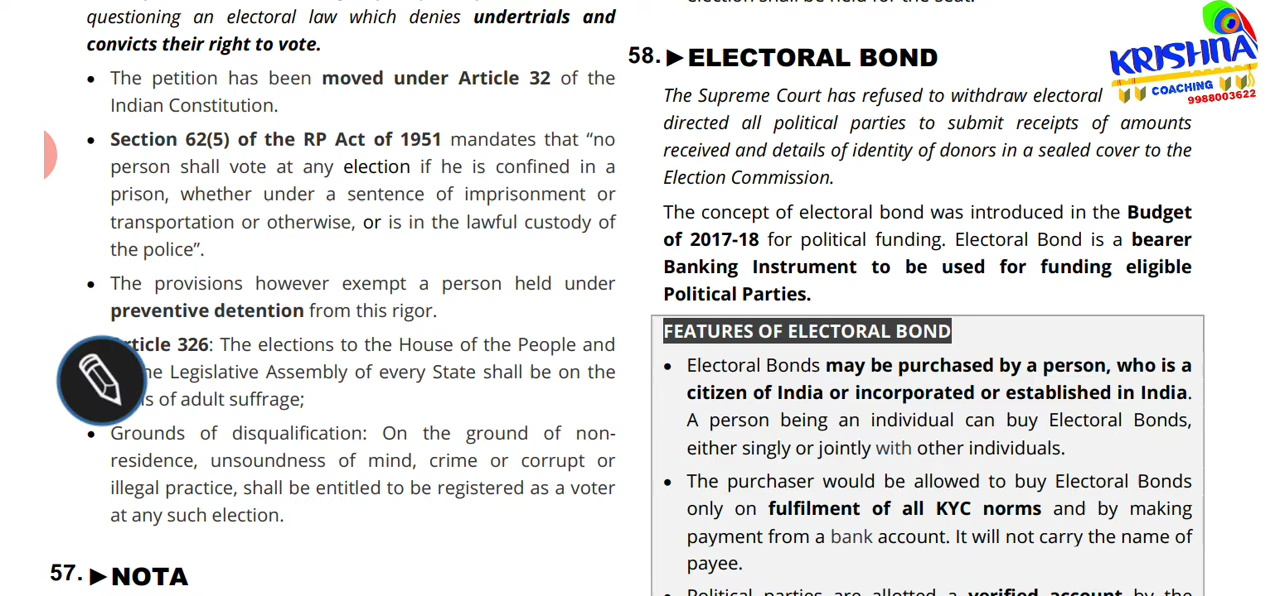 questioning an electoral law which denies undertrials and
convicts their right to vote.
• The petition has been moved under Article 32 of the
Indian Constitution.
• Section 62(5) of the RP Act of 1951 mandates that “no
person shall vote at any election if he is confined in a
prison, whether under a sentence of imprisonment or
transportation or otherwise, or is in the lawful custody of
the police”.
• The provisions however exempt a person held under
preventive detention from this rigor.
326: The elections to the House of the People and
Legislative Assembly of every State shall be on the
of adult suffrage;
• Grounds of disqualification: On the ground of non-
residence, unsoundness of mind, crime or corrupt or
illegal practice, shall be entitled to be registered as a voter
at any such election.
57. ►NOTA
58. ►ELECTORAL BOND
The Supreme Court has refused to withdraw electoral
directed all political parties to submit receipts of amounts
received and details of identity of donors in a sealed cover to the
Election Commission.
The concept of electoral bond was introduced in the Budget
of 2017-18 for political funding. Electoral Bond is a bearer
Banking Instrument to be used for funding eligible
Political Parties.
FEATURES OF ELECTORAL BOND
• Electoral Bonds may be purchased by a person, who is a
citizen of India or incorporated or established in India.
A person being an individual can buy Electoral Bonds,
either singly or jointly with other individuals.
• The purchaser would be allowed to buy Electoral Bonds
only on fulfilment of all KYC norms and by making
payment from a bank account. It will not carry the name of
payee.
• Political parties are allotted a verified account by the
KRISHNA
COACHING
9988003622